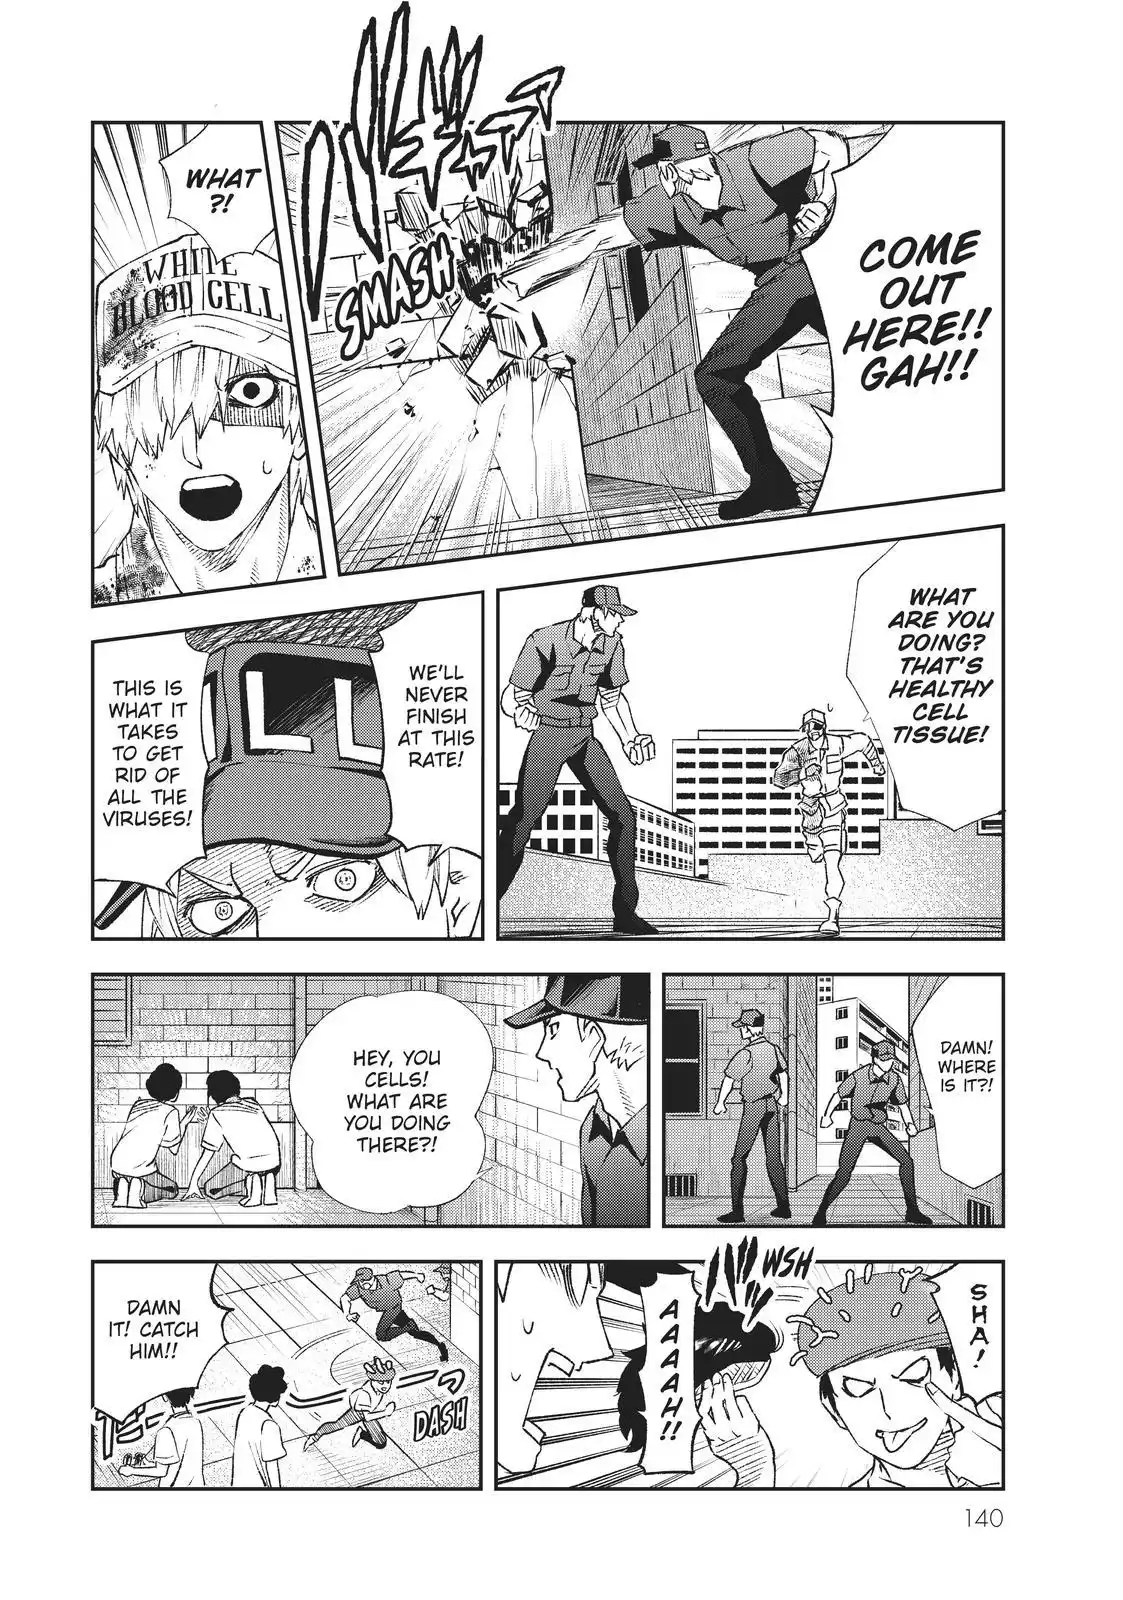 COME
OUT
HERE!!
GAH!!
SMASH
WHAT
?!
WHITE
BLOOD CELL
WHAT
ARE YOU
DOING?
THAT'S
HEALTHY
CELL
TISSUE!
WE'LL
NEVER
FINISH
AT THIS
RATE!
THIS IS
WHAT IT
TAKES
TO GET
RID OF
ALL THE
VIRUSES!
DAMN!
WHERE
IS IT?!
HEY, YOU
CELLS!
WHAT ARE
YOU DOING
THERE?!
SHA!
WSH
AAAAH!!
DAMN
IT! CATCH
HIM!!
DASH
140